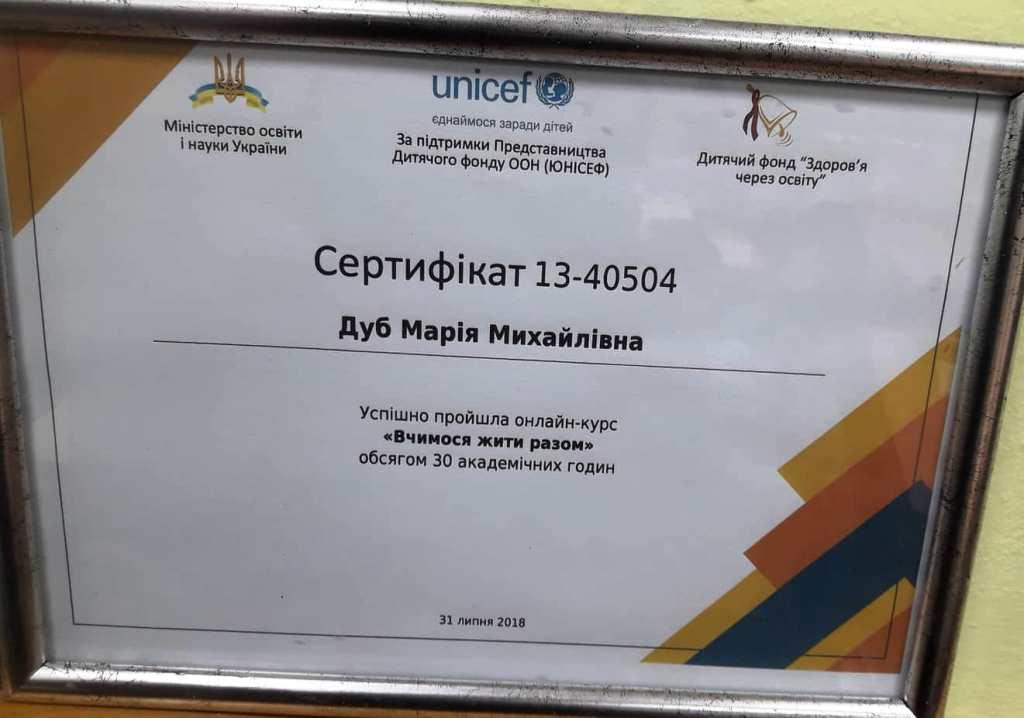 Міністерство освіти
і науки України
unicef
єднаймося заради дітей
За підтримки Представництва
Дитячого фонду ООН (ЮНІСЕФ)
Дитячий фонд “Здоров’я
через освіту”
Сертифікат 13-40504
Дуб Марія Михайлівна
Успішно пройшла онлайн-курс
«Вчимося жити разом»
обсягом 30 академічних годин
31 липня 2018